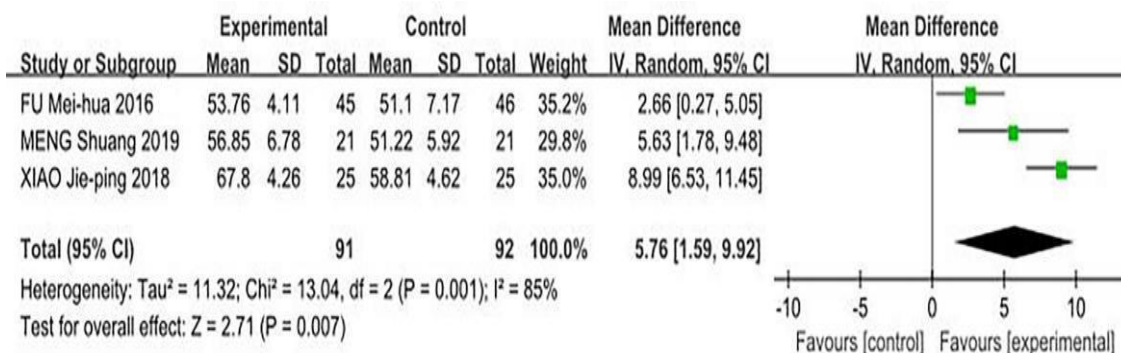 Experimental Control Mean Difference Mean Difference
Study or Subgroup Mean SD Total Mean SD Total Weight IV, Random, 95% CI IV, Random, 95% CI
FU Mei-hua 2016 53.76 4.11 45 51.1 7.17 46 35.2% 2.66 [0.27, 5.05]
MENG Shuang 2019 56.85 6.78 21 51.22 5.92 21 29.8% 5.63 [1.78, 9.48]
XIAO Jie-ping 2018 67.8 4.26 25 58.81 4.62 25 35.0% 8.99 [6.53, 11.45]
Total (95% CI) 91 92 100.0% 5.76 [1.59, 9.92]
Heterogeneity: Tau² = 11.32; Chi² = 13.04, df = 2 (P = 0.001); I² = 85%
Test for overall effect: Z = 2.71 (P = 0.007)
-10 -5 0 5 10
Favours [control] Favours [experimental]